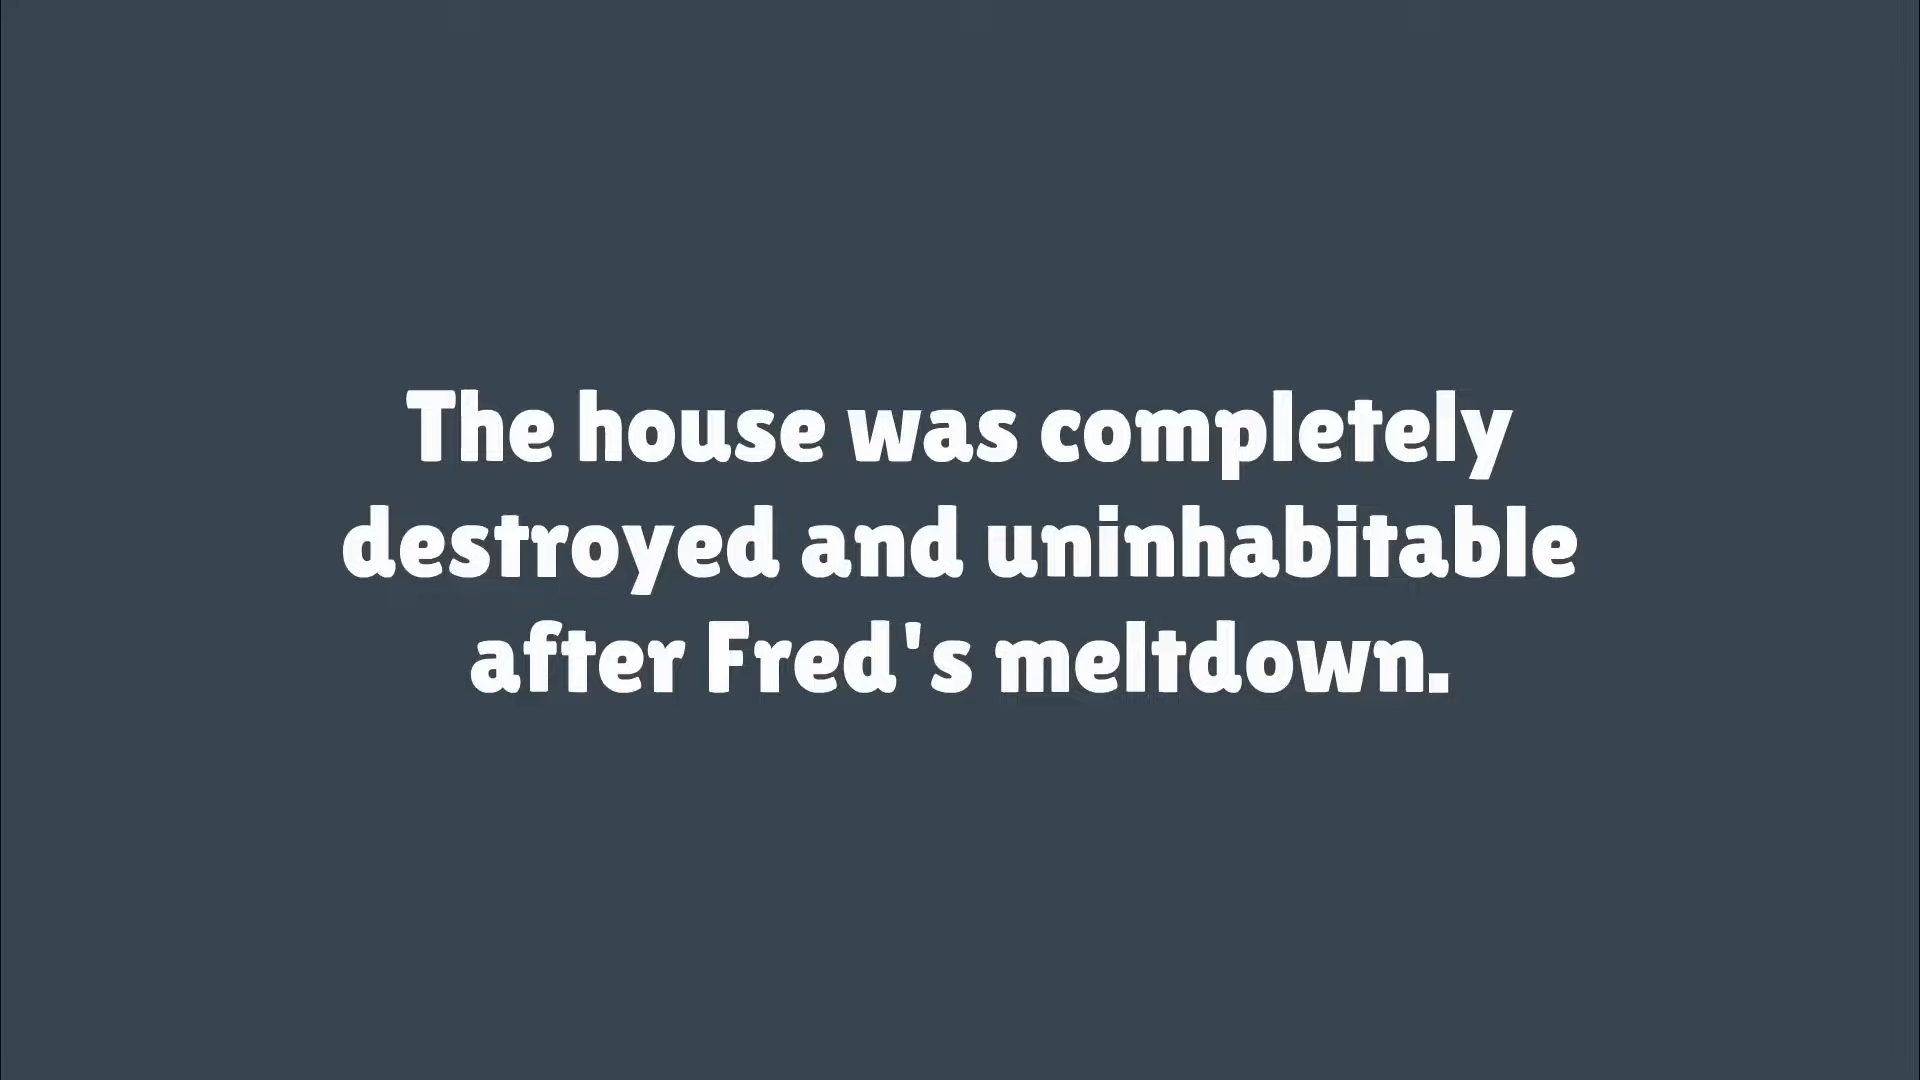 The house was completely
destroyed and uninhabitable
after Fred's meltdown.